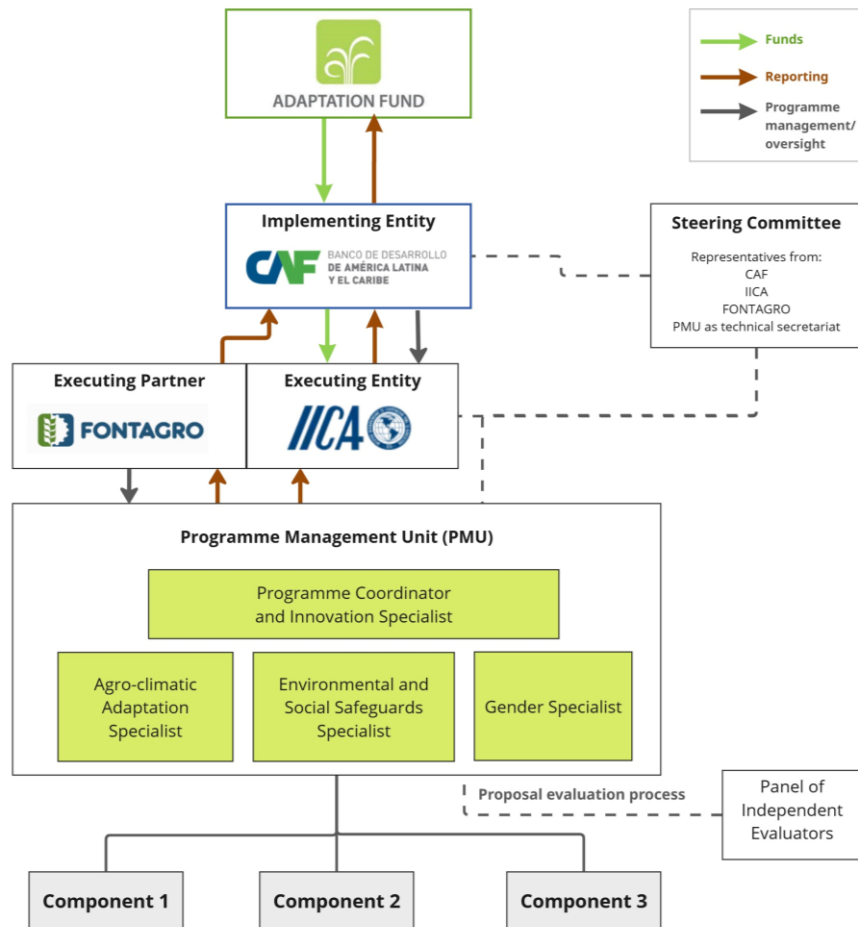 ADAPTATION FUND
Funds
Reporting
Programme
management/
oversight
Implementing Entity
CAF
BANCO DE DESARROLLO
DE AMÉRICA LATINA
Y EL CARIBE
Steering Committee
Representatives from:
CAF
IICA
FONTAGRO
PMU as technical secretariat
Executing Partner
FONTAGRO
Executing Entity
IICA
Programme Management Unit (PMU)
Programme Coordinator
and Innovation Specialist
Agro-climatic
Adaptation
Specialist
Environmental and
Social Safeguards
Specialist
Gender Specialist
Proposal evaluation process
Panel of
Independent
Evaluators
Component 1
Component 2
Component 3